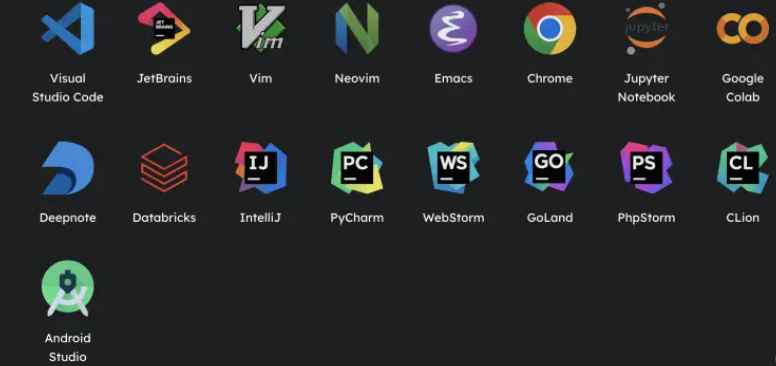 JET
BRAINS
Vim
jupyter
Visual
Studio Code
JetBrains
Vim
Neovim
Emacs
Chrome
Jupyter
Notebook
Google
Colab
IJ
PC
WS
GO
PS
CL
Deepnote
Databricks
IntelliJ
PyCharm
WebStorm
GoLand
PhpStorm
CLion
Android
Studio